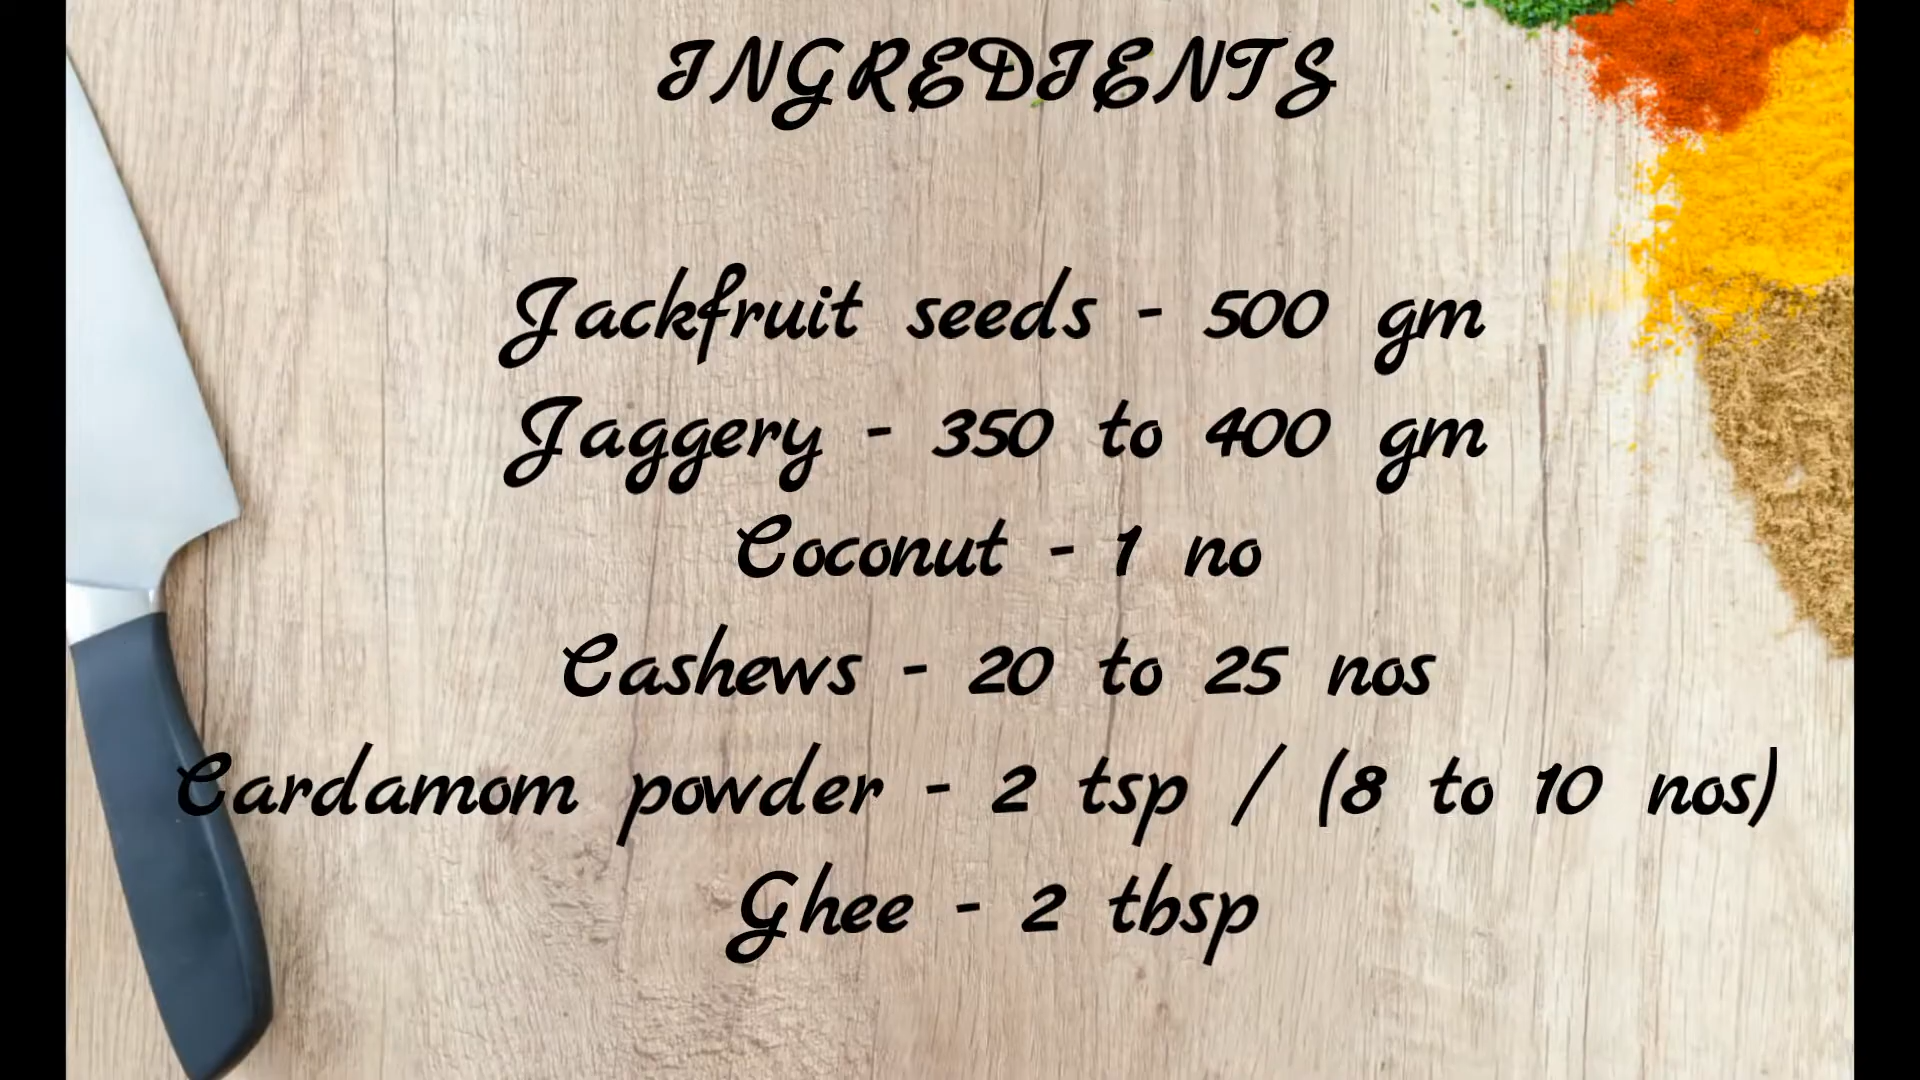 INGREDIENTS
Jackfruit seeds - 500 gm
Jaggery - 350 to 400 gm
Coconut - 1 no
Cashews - 20 to 25 nos
Cardamom powder - 2 tsp / (8 to 10 nos)
Ghee - 2 tbsp